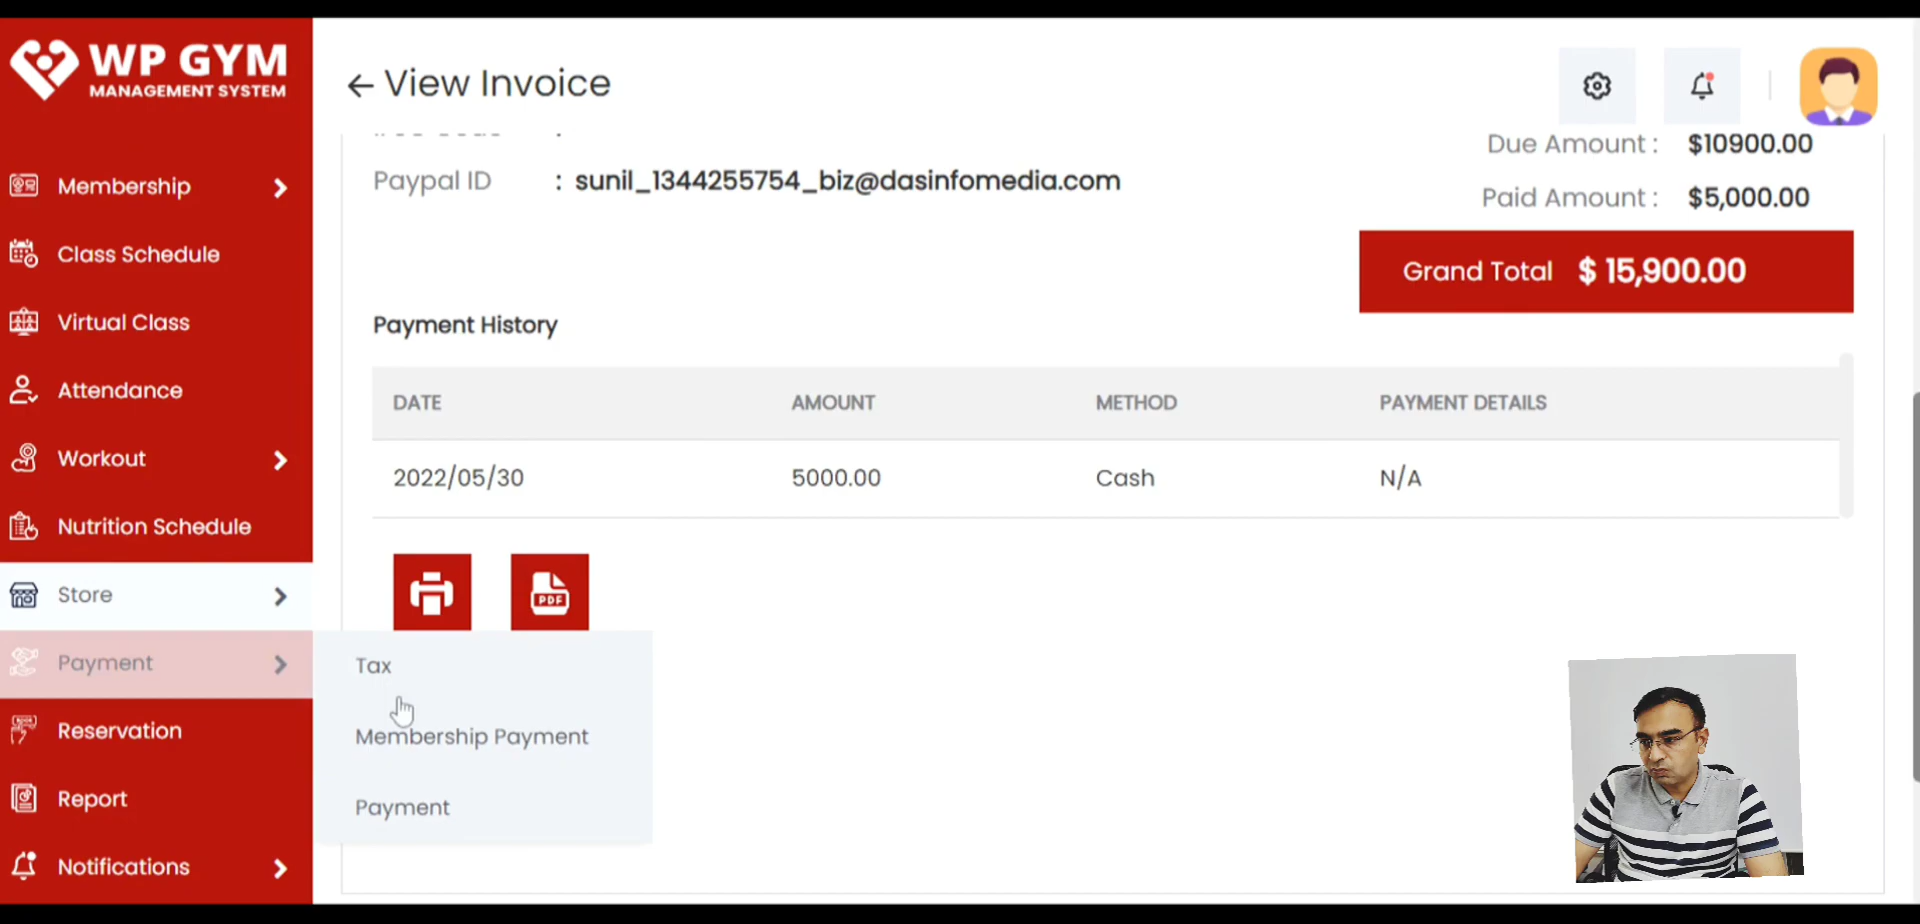 WP GYM
MANAGEMENT SYSTEM
Membership
Class Schedule
Virtual Class
Attendance
Workout
Nutrition Schedule
Store
Payment
Reservation
Report
Notifications
View Invoice
Due Amount : $10900.00
Paypal ID : sunil_1344255754_biz@dasinfomedia.com
Paid Amount : $5,000.00
Grand Total $ 15,900.00
Payment History
DATE AMOUNT METHOD PAYMENT DETAILS
2022/05/30 5000.00 Cash N/A
PDF
Tax
Membership Payment
Payment